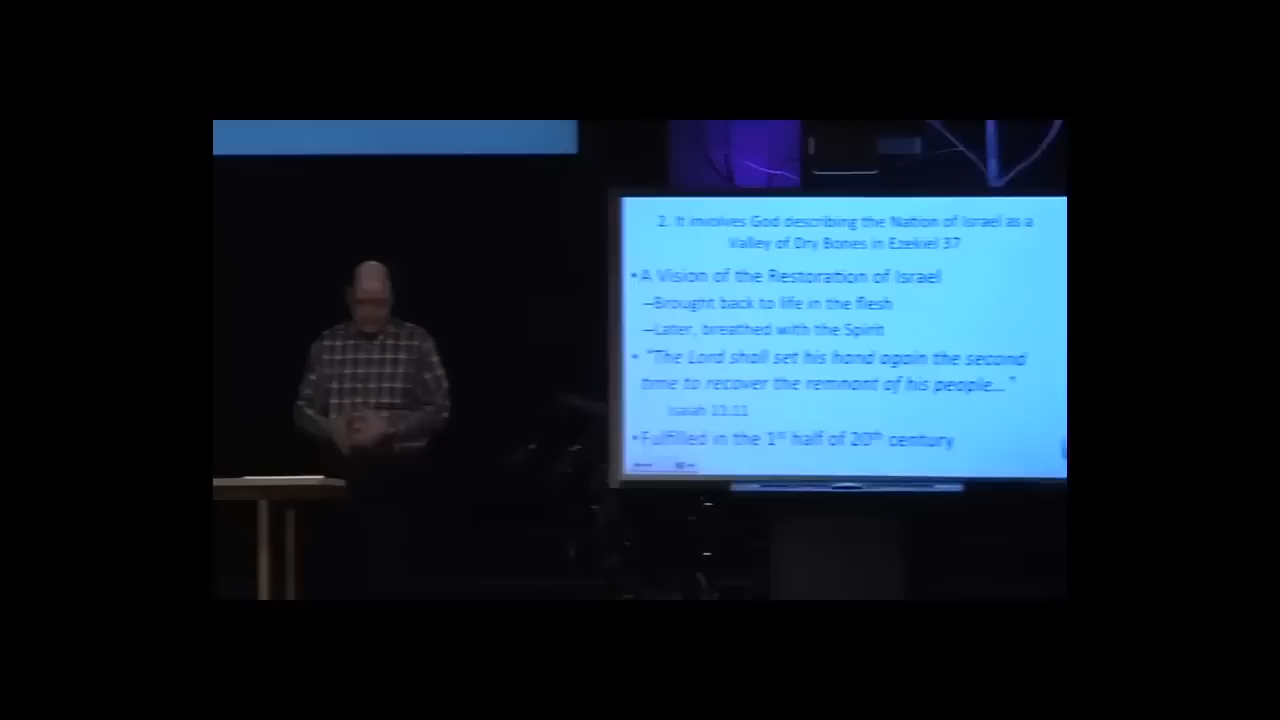 2. It involves God describing the Nation of Israel as a
Valley of Dry Bones in Ezekiel 37
•A Vision of the Restoration of Israel
–Brought back to life in the flesh
–Later, breathed with the Spirit
• "The Lord shall set his hand again the second
time to recover the remnant of his people..."
Isaiah 11:11
•Fulfilled in the 1st half of 20th century